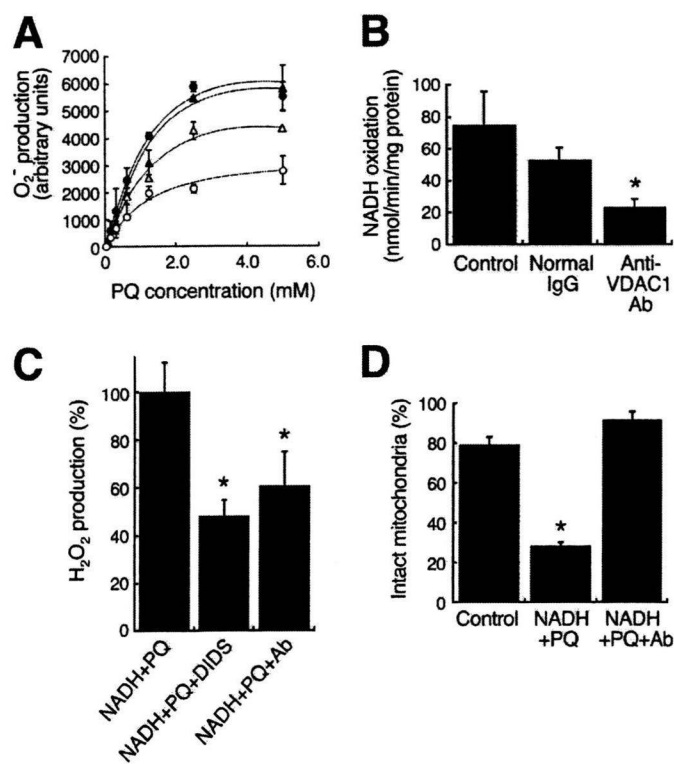 A
O₂⁻ production
(arbitrary units)
7000
6000
5000
4000
3000
2000
1000
0
0
2.0
4.0
6.0
PQ concentration (mM)
B
NADH oxidation
(nmol/min/mg protein)
100
80
60
40
20
0
Control
Normal
IgG
Anti-
VDAC1
Ab
*
C
H₂O₂ production (%)
100
80
60
40
20
0
*
*
NADH+PQ
NADH+PQ+DIDS
NADH+PQ+Ab
D
Intact mitochondria (%)
100
80
60
40
20
0
*
Control
NADH
+PQ
NADH
+PQ+Ab